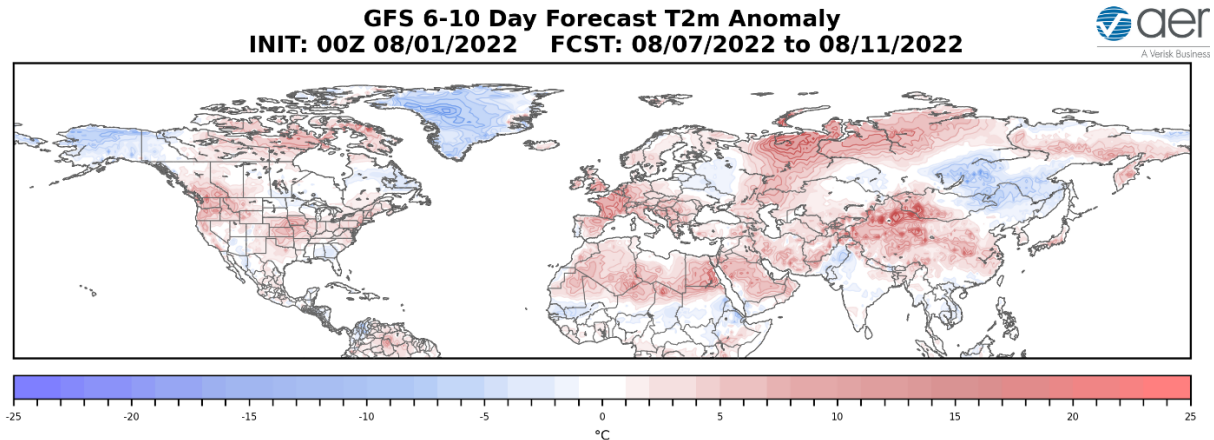 GFS 6-10 Day Forecast T2m Anomaly
INIT: 00Z 08/01/2022 FCST: 08/07/2022 to 08/11/2022
aer
A Verisk Business
-25 -20 -15 -10 -5 0 5 10 15 20 25
°C